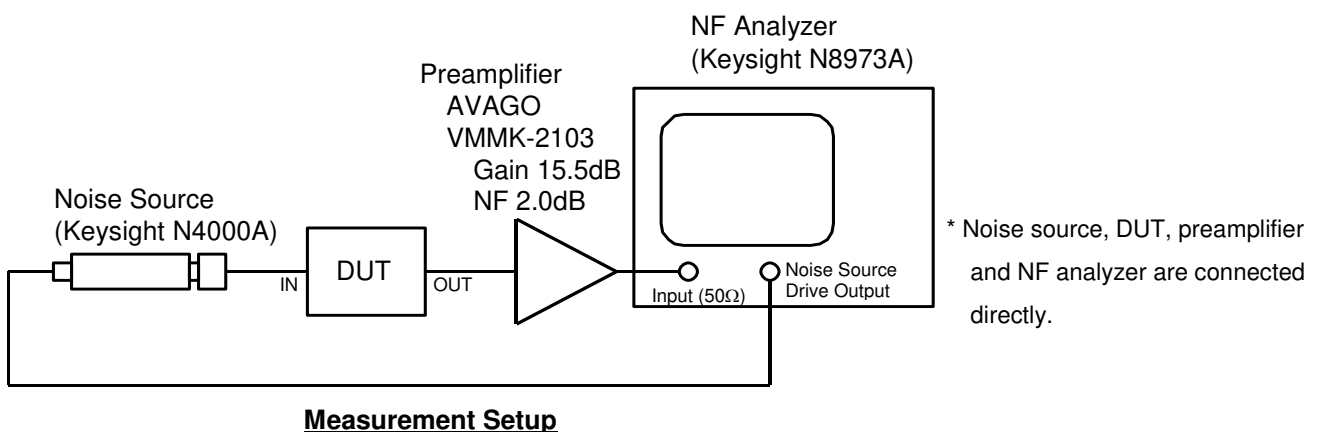 NF Analyzer
(Keysight N8973A)
Preamplifier
AVAGO
VMMK-2103
Gain 15.5dB
NF 2.0dB
Noise Source
(Keysight N4000A)
IN
DUT
OUT
Input (50Ω)
Noise Source
Drive Output
* Noise source, DUT, preamplifier
and NF analyzer are connected
directly.
Measurement Setup